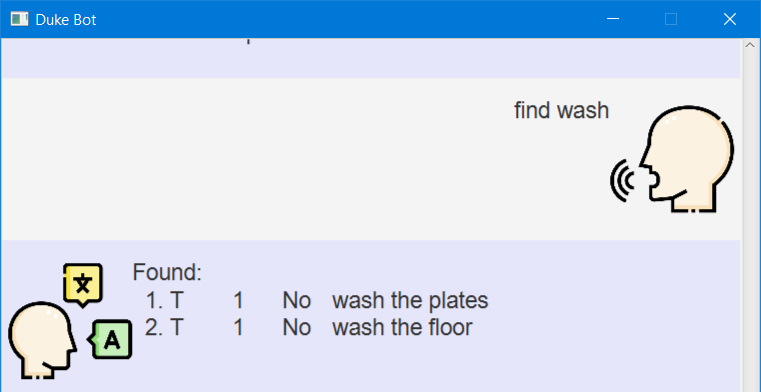 Duke Bot
find wash
文
A
Found:
1. T 1 No wash the plates
2. T 1 No wash the floor